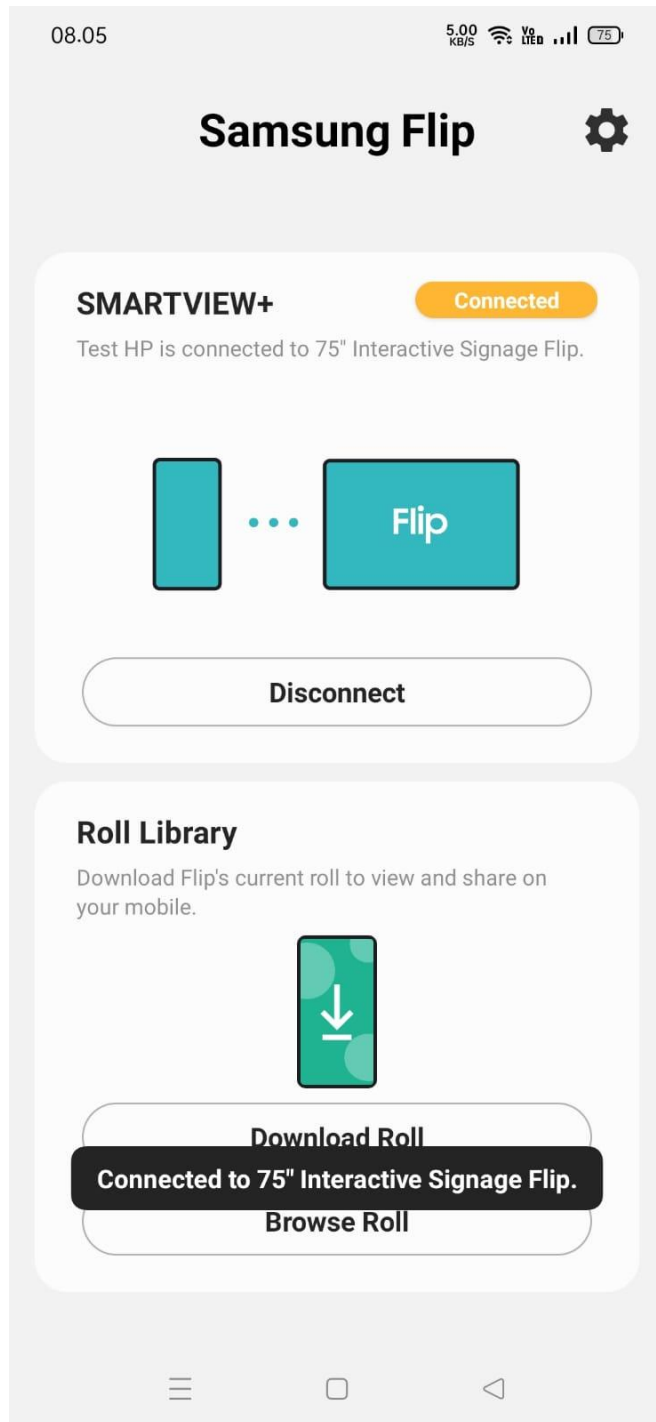 08.05 5.00 KB/S Vo LTE 75
Samsung Flip
SMARTVIEW+ Connected
Test HP is connected to 75" Interactive Signage Flip.
Flip
Disconnect
Roll Library
Download Flip's current roll to view and share on
your mobile.
Download Roll
Connected to 75" Interactive Signage Flip.
Browse Roll